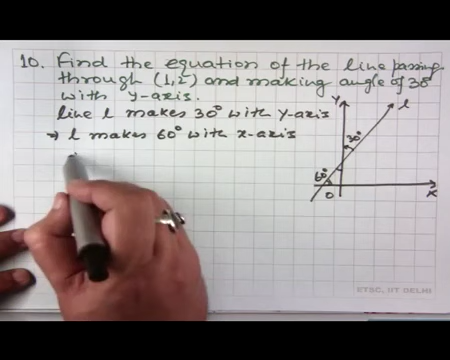 10. Find the equation of the line passing
through (1,2) and making angle of 30°
with y-axis.
Line l makes 30° with y-axis
⇒ l makes 60° with x-axis
Y
l
30°
60°
O
X
ETSC, IIT DELHI